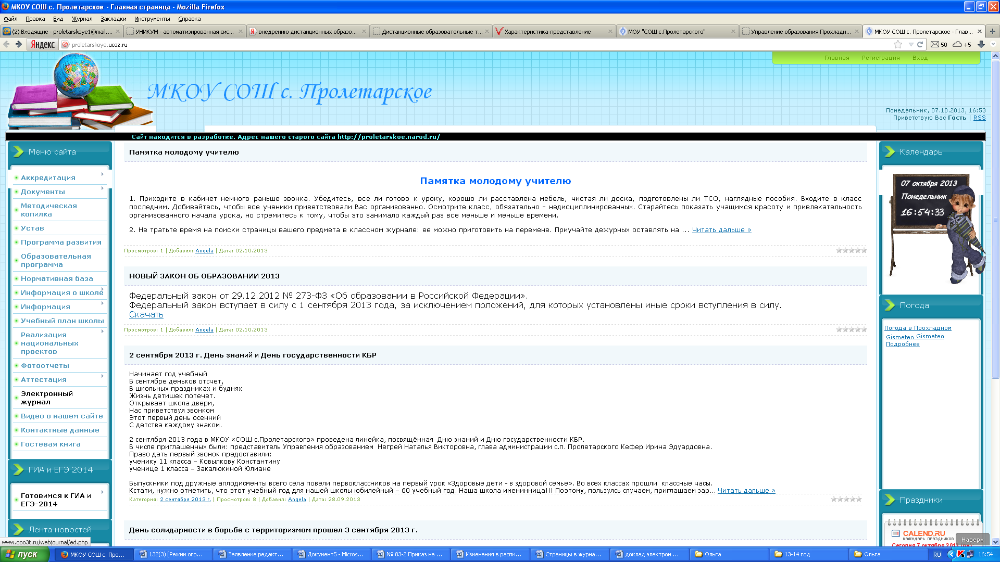 МКОУ СОШ с. Пролетарское - Главная страница - Mozilla Firefox
Файл Правка Вид Журнал Закладки Инструменты Справка
(2) Входящие - proletarskoye1@mail....
УНИКУМ - автоматизированная сис...
внедрению дистанционных образо...
Дистанционные образовательные т...
Характеристика-представление
МОУ "СОШ с.Пролетарского"
Управление образования Прохладн...
МКОУ СОШ с. Пролетарское - Глав...
Яндекс
proletarskoye.ucoz.ru
50
+5
Главная Регистрация Вход
МКОУ СОШ с. Пролетарское
Понедельник, 07.10.2013, 16:53
Приветствую Вас Гость | RSS
Сайт находится в разработке. Адрес нашего старого сайта http://proletarskoe.narod.ru/
Меню сайта
Аккредитация
Документы
Методическая
копилка
Устав
Программа развития
Образовательная
программа
Нормативная база
Информация о школе
Информация
Учебный план школы
Реализация
национальных
проектов
Фотоотчеты
Аттестация
Электронный
журнал
Видео о нашем сайте
Контактные данные
Гостевая книга
ГИА и ЕГЭ 2014
Готовимся к ГИА и
ЕГЭ-2014
Лента новостей
Памятка молодому учителю
Памятка молодому учителю
1. Приходите в кабинет немного раньше звонка. Убедитесь, все ли готово к уроку, хорошо ли расставлена мебель, чистая ли доска, подготовлены ли ТСО, наглядные пособия. Входите в класс
последним. Добивайтесь, чтобы все ученики приветствовали Вас организованно. Осмотрите класс, обязательно - недисциплинированных. Старайтесь показать учащимся красоту и привлекательность
организованного начала урока, но стремитесь к тому, чтобы это занимало каждый раз все меньше и меньше времени.
2. Не тратьте время на поиски страницы вашего предмета в классном журнале: ее можно приготовить на перемене. Приучайте дежурных оставлять на ... Читать дальше »
Просмотров: 1 | Добавил: Angela | Дата: 02.10.2013
НОВЫЙ ЗАКОН ОБ ОБРАЗОВАНИИ 2013
Федеральный закон от 29.12.2012 № 273-ФЗ «Об образовании в Российской Федерации».
Федеральный закон вступает в силу с 1 сентября 2013 года, за исключением положений, для которых установлены иные сроки вступления в силу.
Скачать
Просмотров: 1 | Добавил: Angela | Дата: 02.10.2013
2 сентября 2013 г. День знаний и День государственности КБР
Начинает год учебный
В сентябре деньков отсчет,
В школьных праздниках и буднях
Жизнь детишек потечет.
Открывает школа двери,
Нас приветствуя звонком
Этот первый день осенний
С детства каждому знаком.
2 сентября 2013 года в МКОУ «СОШ с.Пролетарского» проведена линейка, посвящённая Дню знаний и Дню государственности КБР.
В числе приглашенных были: представитель Управления образованием Негрей Наталья Викторовна, глава администрации с.п. Пролетарского Кефер Ирина Эдуардовна.
Право дать первый звонок предоставили:
ученику 11 класса – Ковылкову Константину
ученице 1 класса – Закалюкиной Юлиане
Выпускники под дружные аплодисменты всего села повели первоклассников на первый урок «Здоровые дети - в здоровой семье». Во всех классах прошли классные часы.
Кстати, нужно отметить, что этот учебный год для нашей школы юбилейный – 60 учебный год. Наша школа именинница!!! Поэтому, пользуясь случаем, приглашаем зар... Читать дальше »
Категория: 2 сентября 2013 г. | Просмотров: 8 | Добавил: Angela | Дата: 28.09.2013
День солидарности в борьбе с терроризмом прошел 3 сентября 2013 г.
Календарь
07 октября 2013
Понедельник
16:54:33
Погода
Погода в Прохладном
Gismeteo Gismeteo
Подробнее
Праздники
CALEND.RU
КАЛЕНДАРЬ ПРАЗДНИКОВ
Сегодня 7 октября 2013
Наверх
www.ooo3t.ru/webjournal/ed.php
пуск
МКОУ СОШ с. Про...
132(3) [Режим огр...
Заявление редакт...
Документ5 - Micros...
№ 83-2 Приказ на ...
Изменения в распи...
Страницы в журна...
доклад электрон ...
Ольга
13-14 год
Ольга
RU
16:54